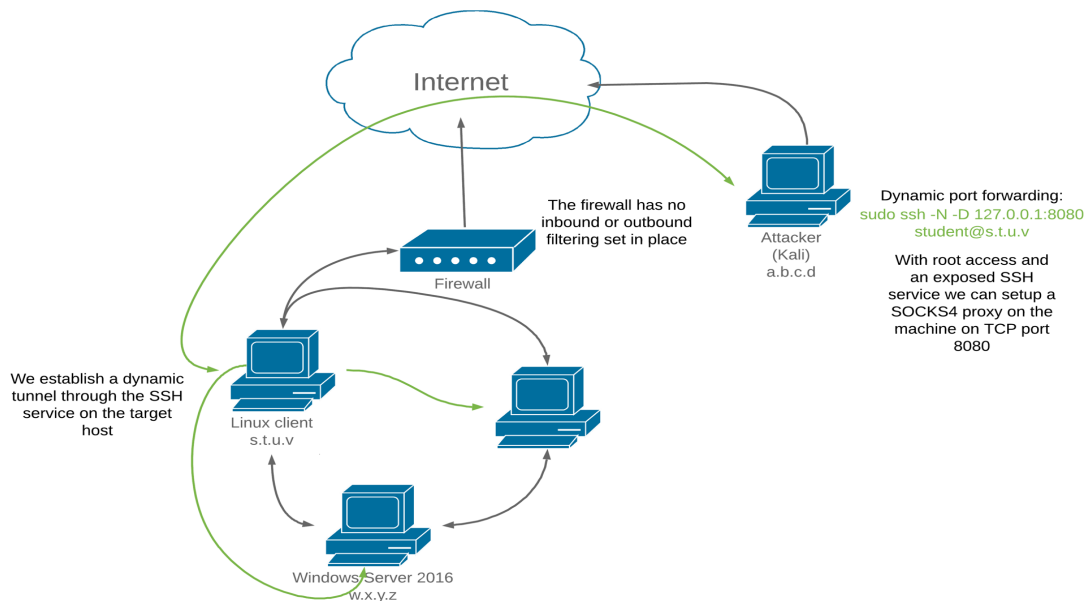 Internet
The firewall has no
inbound or outbound
filtering set in place
Firewall
Attacker
(Kali)
a.b.c.d
Dynamic port forwarding:
sudo ssh -N -D 127.0.0.1:8080
student@s.t.u.v
With root access and
an exposed SSH
service we can setup a
SOCKS4 proxy on the
machine on TCP port
8080
We establish a dynamic
tunnel through the SSH
service on the target
host
Linux client
s.t.u.v
Windows Server 2016
w.x.y.z